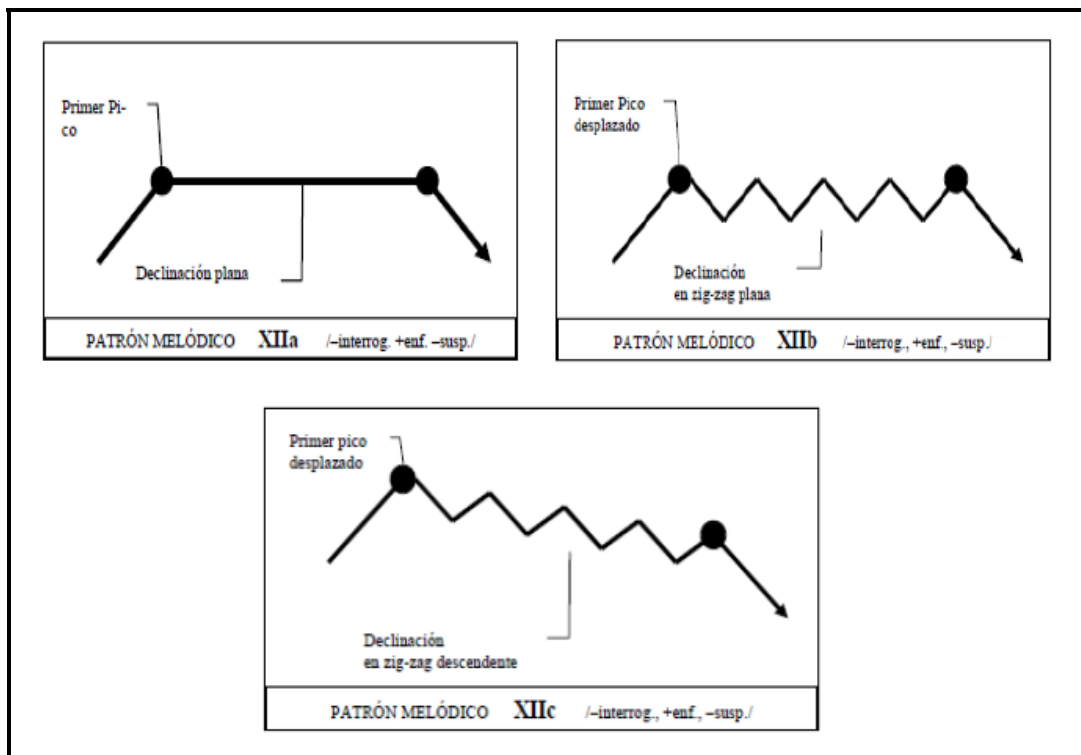 Primer Pi-
co
Declinación plana
PATRÓN MELÓDICO XIIa /–interrog. +enf. –susp./
Primer Pico
desplazado
Declinación
en zig-zag plana
PATRÓN MELÓDICO XIIb /–interrog., +enf., –susp./
Primer pico
desplazado
Declinación
en zig-zag descendente
PATRÓN MELÓDICO XIIc /–interrog., +enf., –susp./